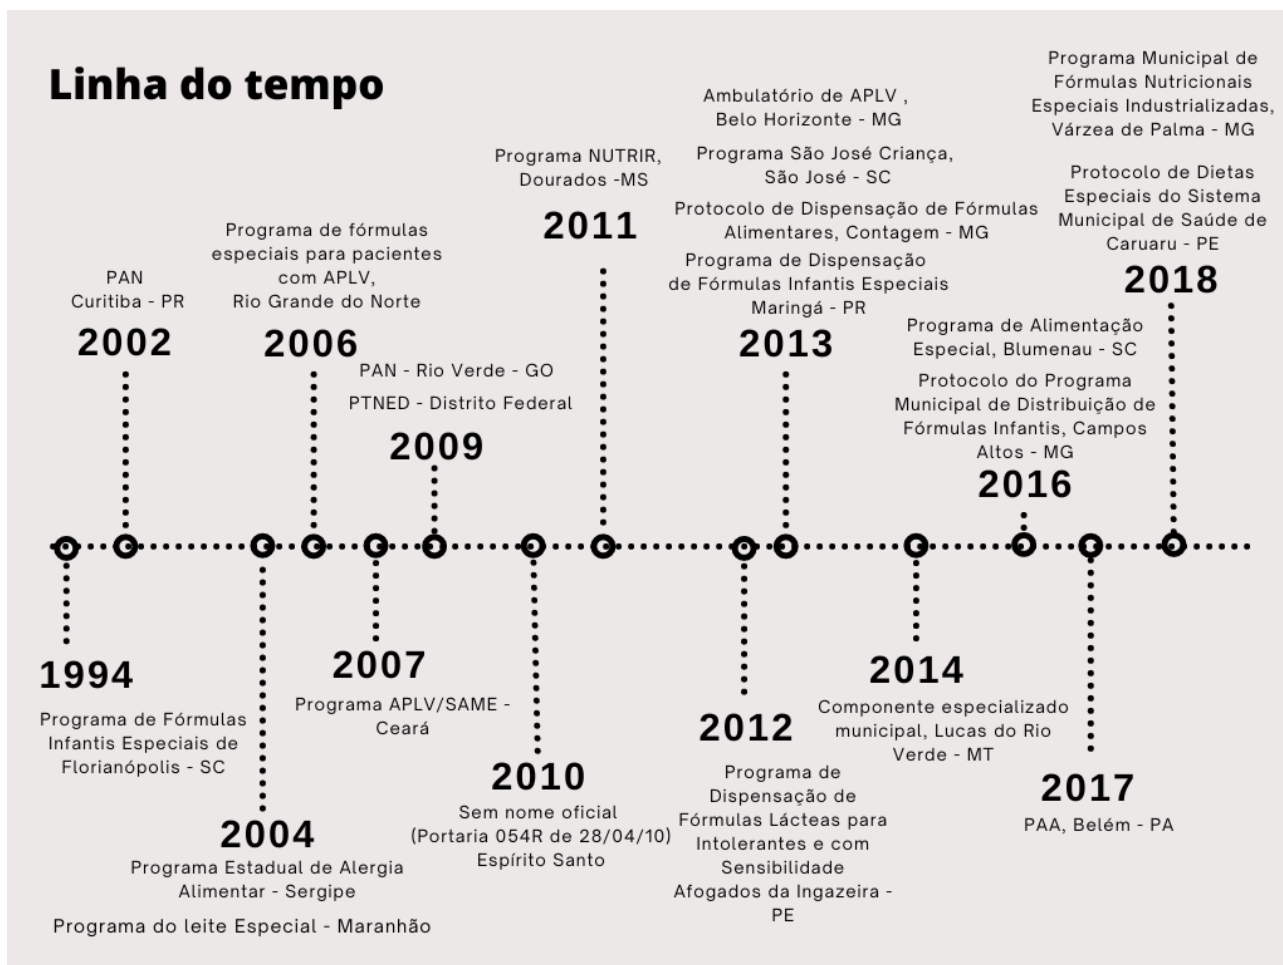 Linha do tempo
PAN
Curitiba - PR
2002
Programa de fórmulas
especiais para pacientes
com APLV,
Rio Grande do Norte
2006
PAN - Rio Verde - GO
PTNED - Distrito Federal
2009
Programa NUTRIR,
Dourados -MS
2011
Ambulatório de APLV ,
Belo Horizonte - MG
Programa São José Criança,
São José - SC
Protocolo de Dispensação de Fórmulas
Alimentares, Contagem - MG
Programa de Dispensação
de Fórmulas Infantis Especiais
Maringá - PR
2013
Programa de Alimentação
Especial, Blumenau - SC
Protocolo do Programa
Municipal de Distribuição de
Fórmulas Infantis, Campos
Altos - MG
2016
Programa Municipal de
Fórmulas Nutricionais
Especiais Industrializadas,
Várzea de Palma - MG
Protocolo de Dietas
Especiais do Sistema
Municipal de Saúde de
Caruaru - PE
2018
1994
Programa de Fórmulas
Infantis Especiais de
Florianópolis - SC
2004
Programa Estadual de Alergia
Alimentar - Sergipe
Programa do leite Especial - Maranhão
2007
Programa APLV/SAME -
Ceará
2010
Sem nome oficial
(Portaria 054R de 28/04/10)
Espírito Santo
2012
Programa de
Dispensação de
Fórmulas Lácteas para
Intolerantes e com
Sensibilidade
Afogados da Ingazeira -
PE
2014
Componente especializado
municipal, Lucas do Rio
Verde - MT
2017
PAA, Belém - PA